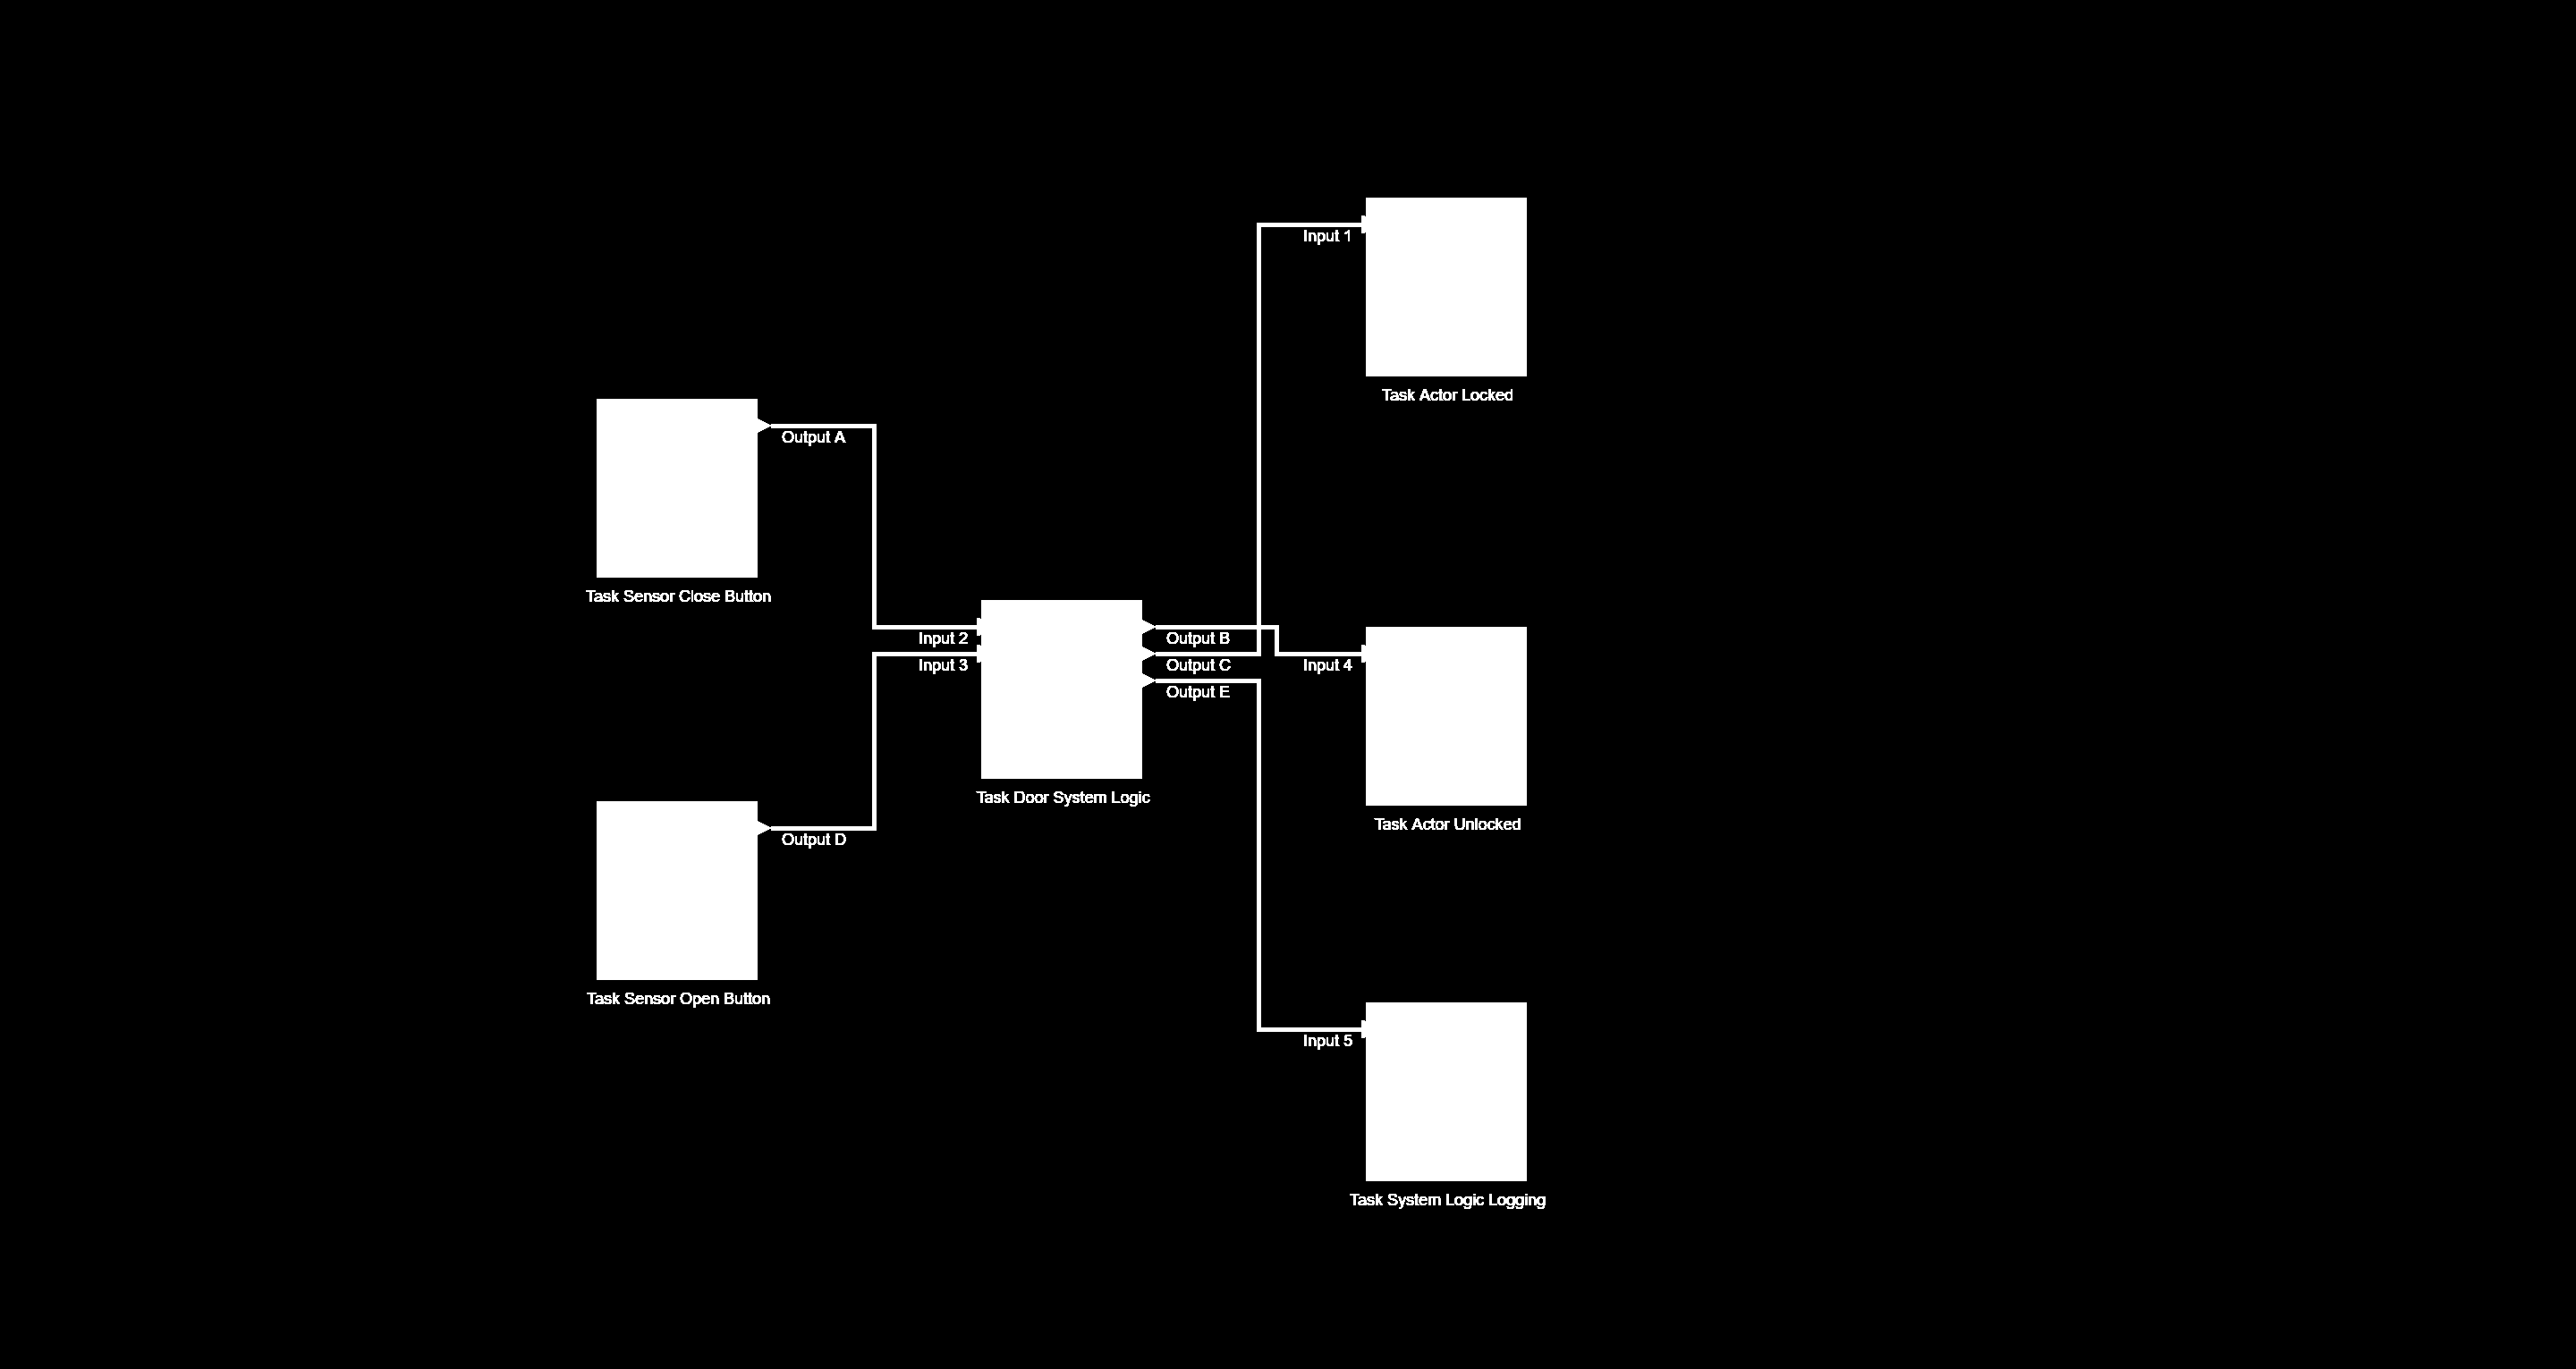 Input 1
Task Actor Locked
Output A
Task Sensor Close Button
Input 2
Input 3
Output B
Output C
Output E
Input 4
Task Door System Logic
Task Actor Unlocked
Output D
Task Sensor Open Button
Input 5
Task System Logic Logging